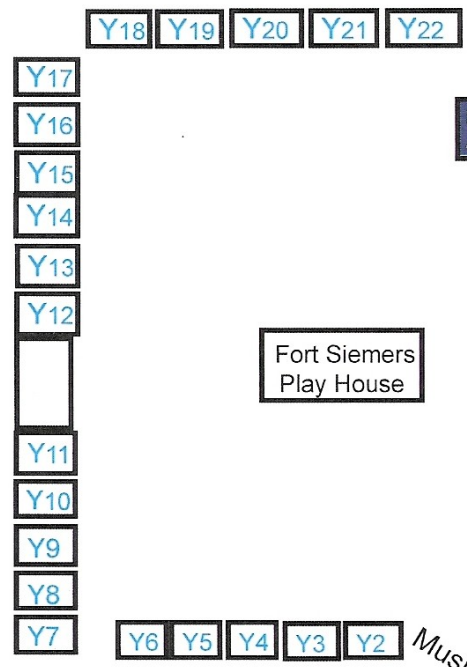 Y18 Y19 Y20 Y21 Y22
Y17
Y16
Y15
Y14
Y13
Y12
Fort Siemers
Play House
Y11
Y10
Y9
Y8
Y7
Y6 Y5 Y4 Y3 Y2